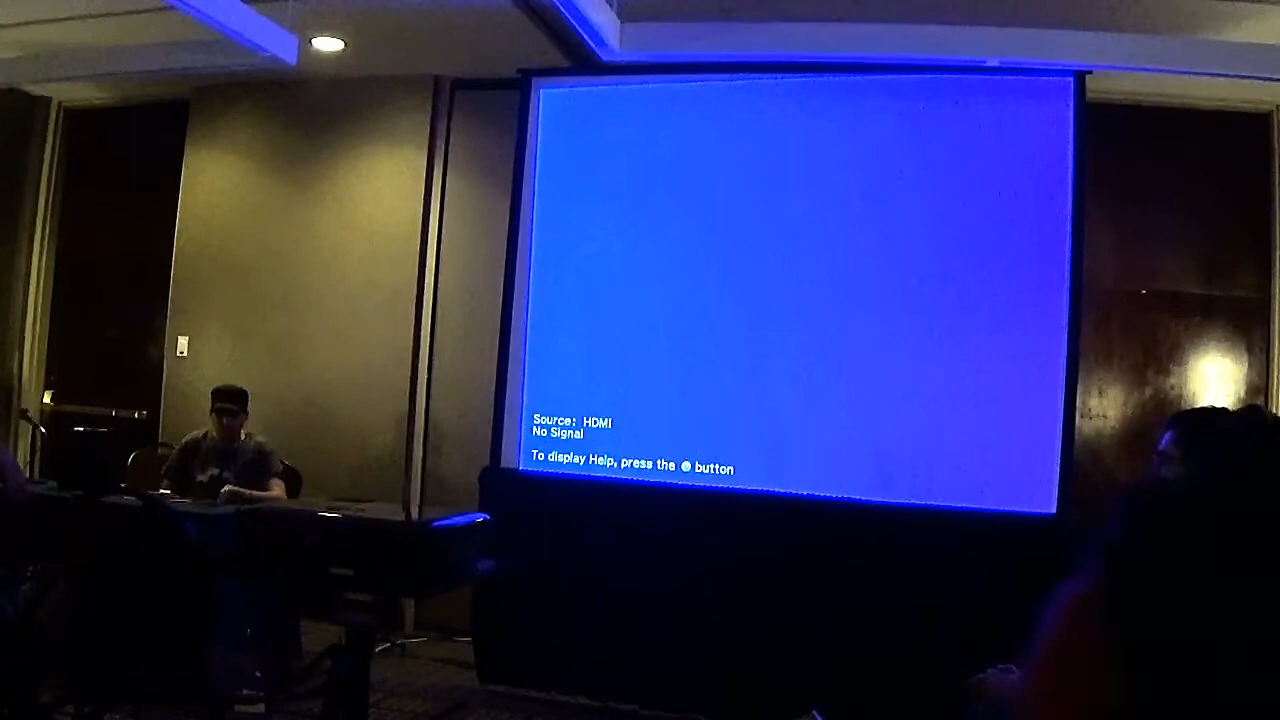 Source: HDMI
No Signal
To display Help, press the button